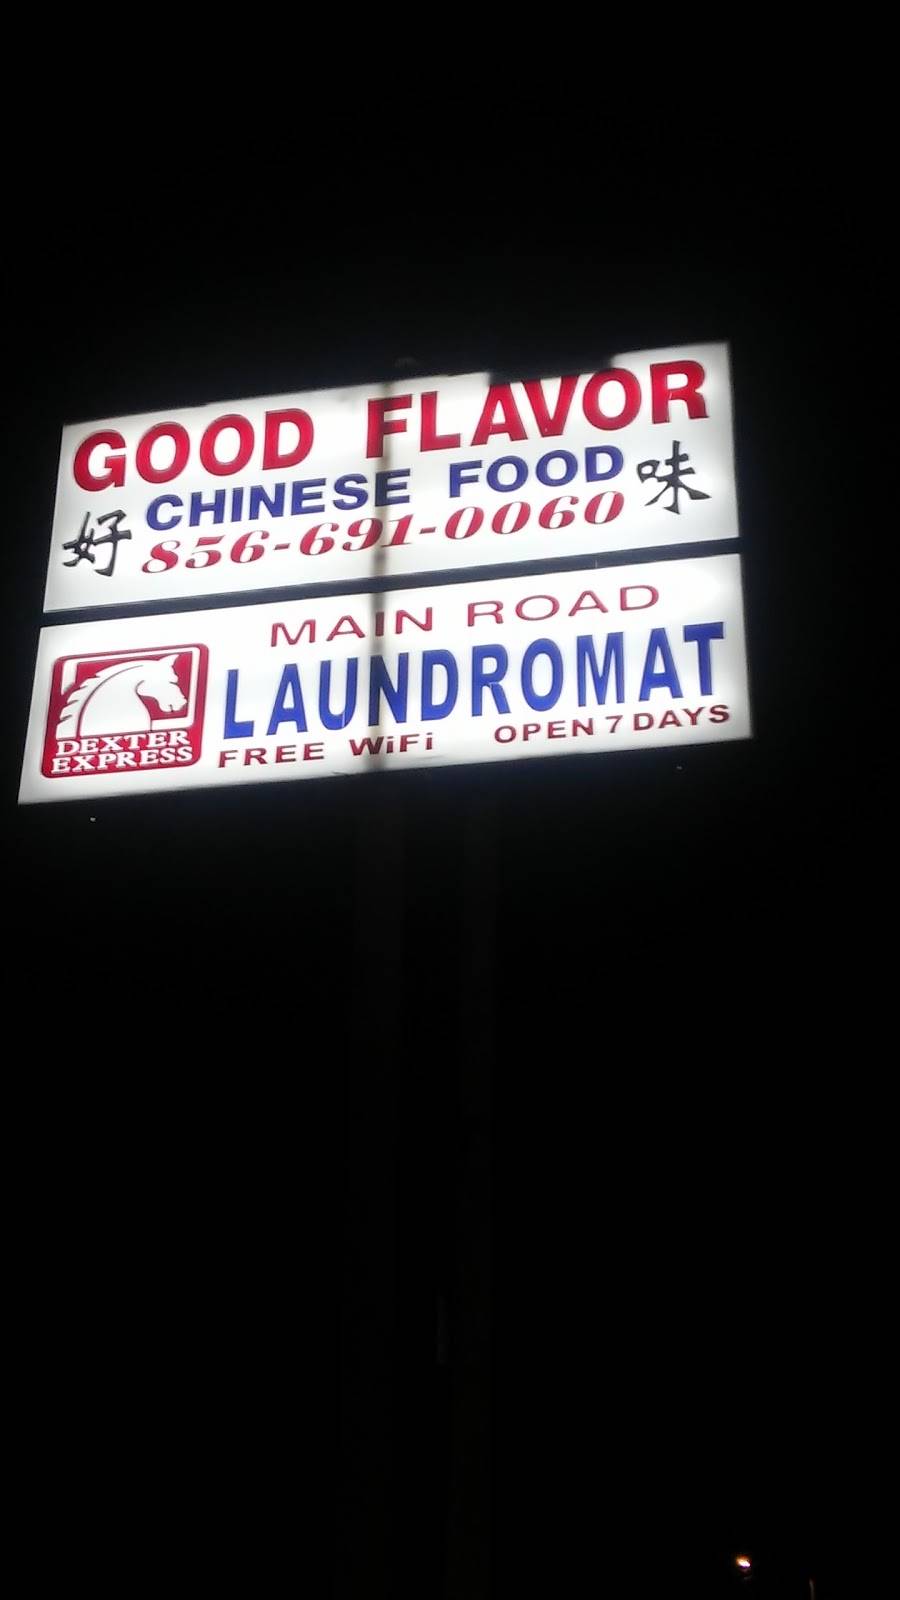 GOOD FLAVOR
好 CHINESE FOOD 味
856-691-0060
MAIN ROAD
LAUNDROMAT
FREE WiFi OPEN 7 DAYS
DEXTER
EXPRESS